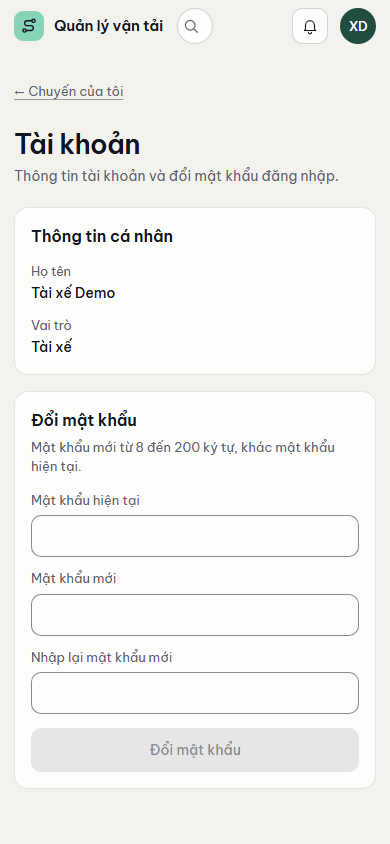 Quản lý vận tải
XD
← Chuyến của tôi
Tài khoản
Thông tin tài khoản và đổi mật khẩu đăng nhập.
Thông tin cá nhân
Họ tên
Tài xế Demo
Vai trò
Tài xế
Đổi mật khẩu
Mật khẩu mới từ 8 đến 200 ký tự, khác mật khẩu
hiện tại.
Mật khẩu hiện tại
Mật khẩu mới
Nhập lại mật khẩu mới
Đổi mật khẩu